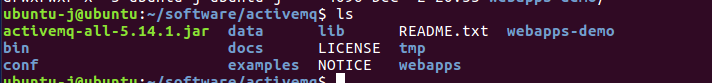 ubuntu-j@ubuntu:~/software/activemq$ ls
activemq-all-5.14.1.jar data lib README.txt webapps-demo
bin docs LICENSE tmp
conf examples NOTICE webapps
ubuntu-j@ubuntu:~/software/activemq$